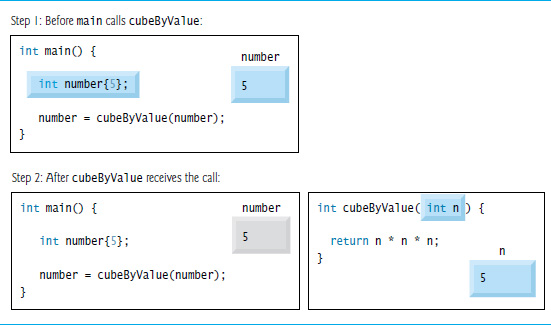 Step 1: Before main calls cubeByValue:
int main() {
number
int number{5};
5
number = cubeByValue(number);
}
Step 2: After cubeByValue receives the call:
int main() {
number
int number{5};
5
number = cubeByValue(number);
}
int cubeByValue( int n ) {
return n * n * n;
}
n
5